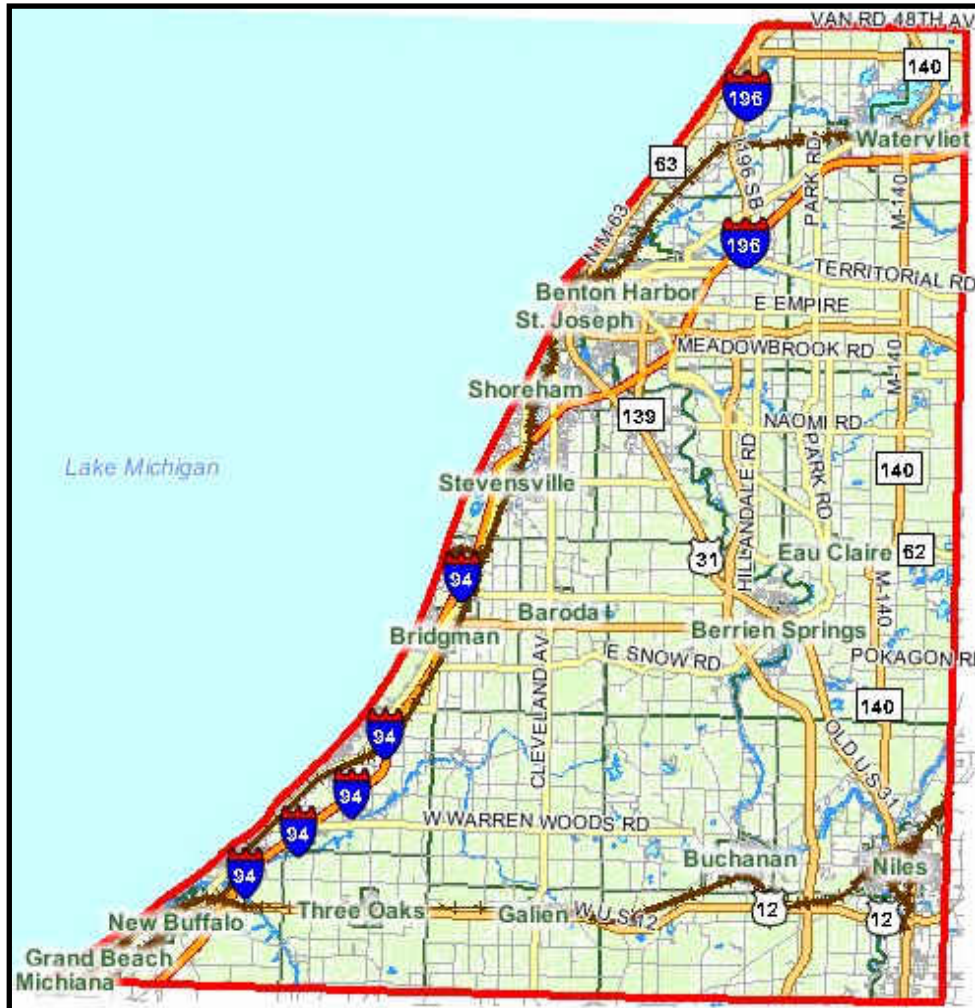 VAN RD 48TH AV
140
196
Watervliet
63
I 196 SB
PARK RD
M-140
N M-63
196
TERRITORIAL RD
Benton Harbor
E EMPIRE
St. Joseph
MEADOWBROOK RD
M-140
Shoreham
139
NAOMI RD
Lake Michigan
HILLANDALE RD
PARK RD
140
Stevensville
31
Eau Claire
62
94
M-140
Baroda
Bridgman
Berrien Springs
E SNOW RD
POKAGON RD
CLEVELAND AV
140
94
OLD U S 31
94
94
W WARREN WOODS RD
94
Buchanan
Niles
New Buffalo
Three Oaks
Galien
W U S 12
12
12
Grand Beach
Michiana